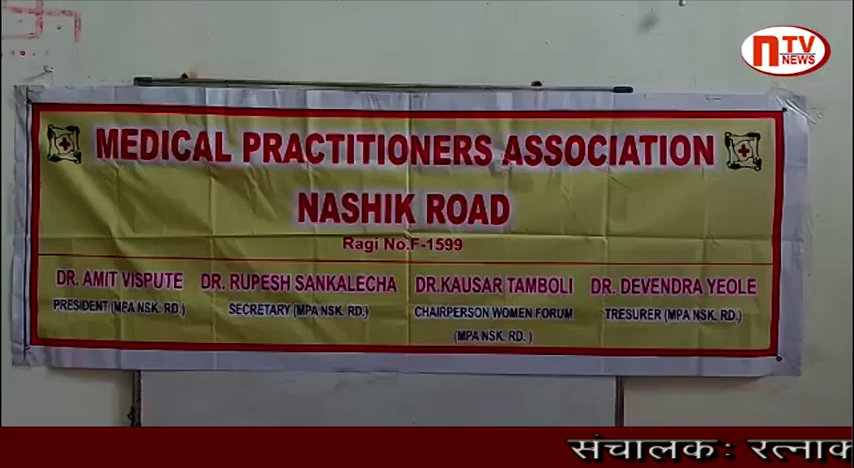 n TV NEWS
MEDICAL PRACTITIONERS ASSOCIATION
NASHIK ROAD
Ragi No.F-1599
DR. AMIT VISPUTE DR. RUPESH SANKALECHA DR.KAUSAR TAMBOLI DR. DEVENDRA YEOLE
PRESIDENT (MPA NSK. RD.) SECRETARY (MPA NSK. RD.) CHAIRPERSON WOMEN FORUM TRESURER (MPA NSK. RD.)
(MPA NSK. RD. )
संचालक: रत्नाक